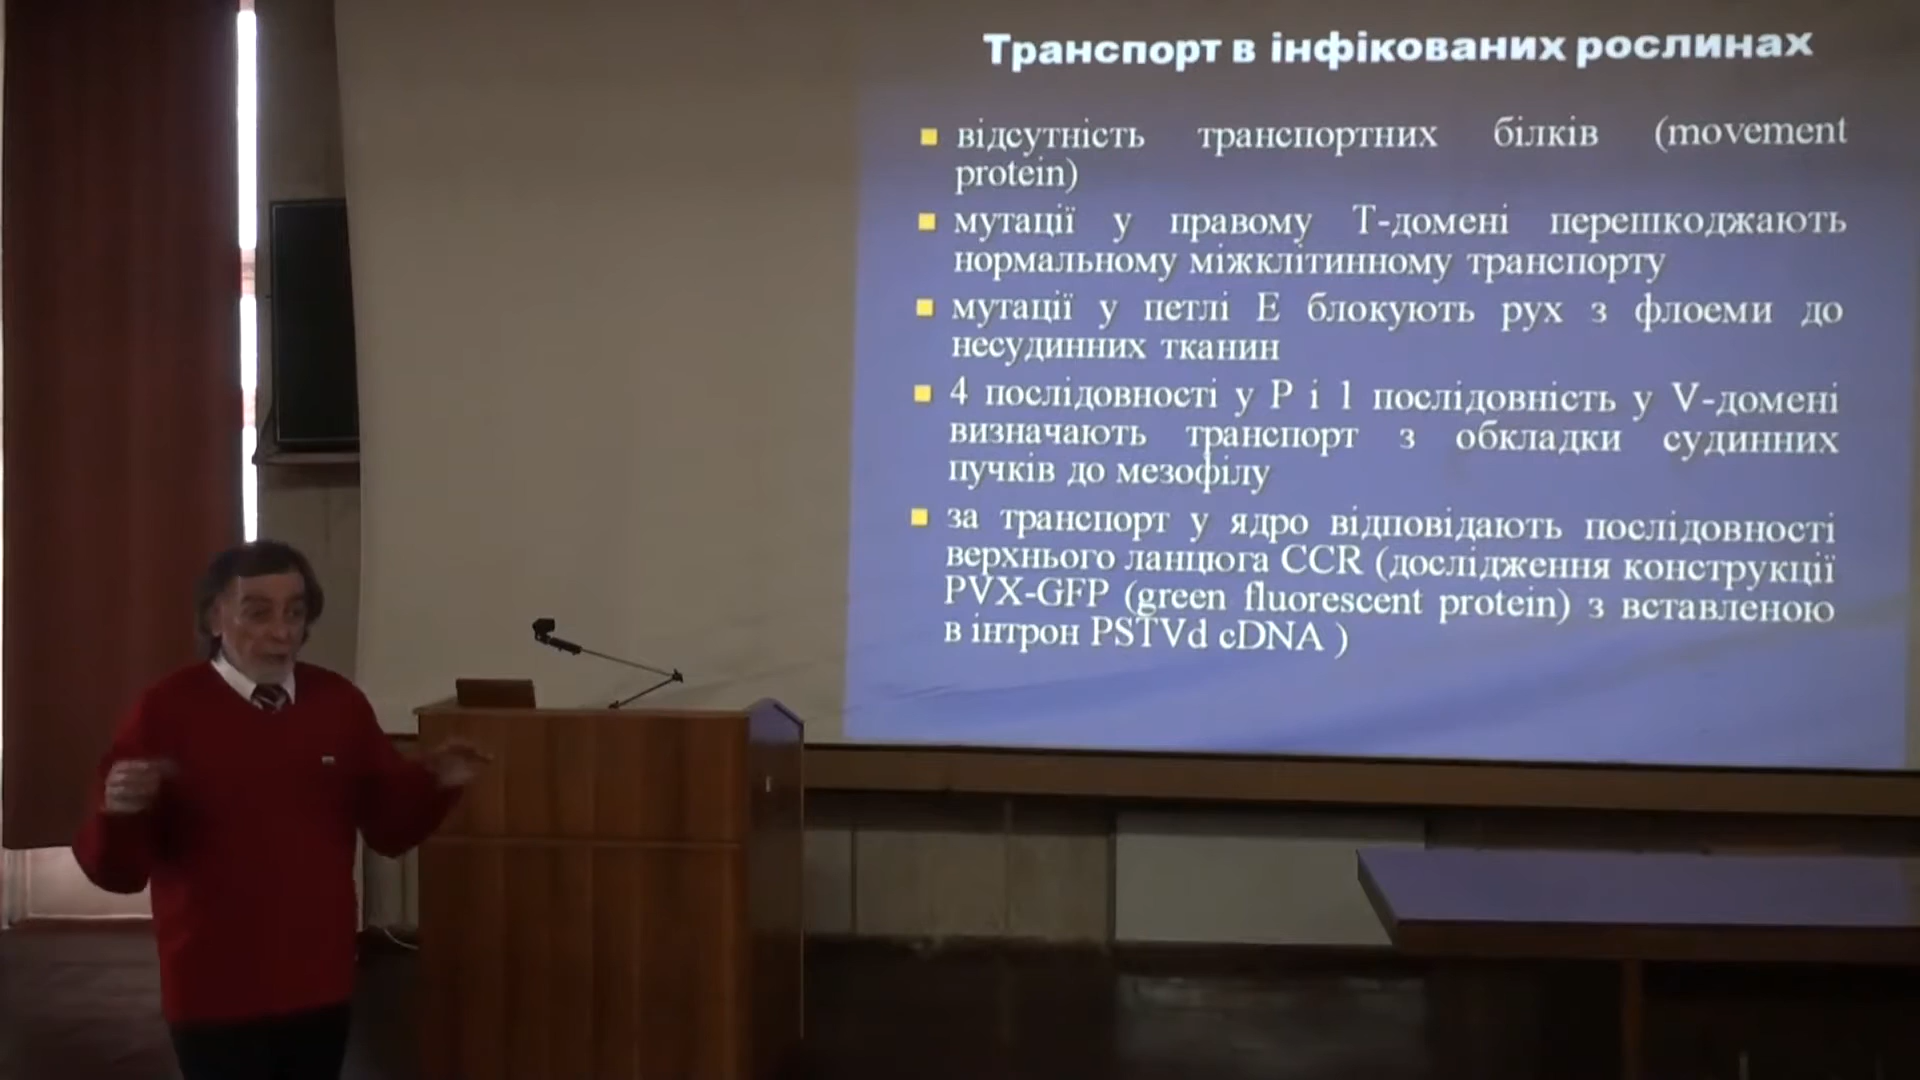 Транспорт в інфікованих рослинах
відсутність транспортних білків (movement
protein)
мутації у правому Т-домені перешкоджають
нормальному міжклітинному транспорту
мутації у петлі Е блокують рух з флоеми до
несудинних тканин
4 послідовності у Р і 1 послідовність у V-домені
визначають транспорт з обкладки судинних
пучків до мезофілу
за транспорт у ядро відповідають послідовності
верхнього ланцюга CCR (дослідження конструкції
PVX-GFP (green fluorescent protein) з вставленою
в інтрон PSTVd cDNA )